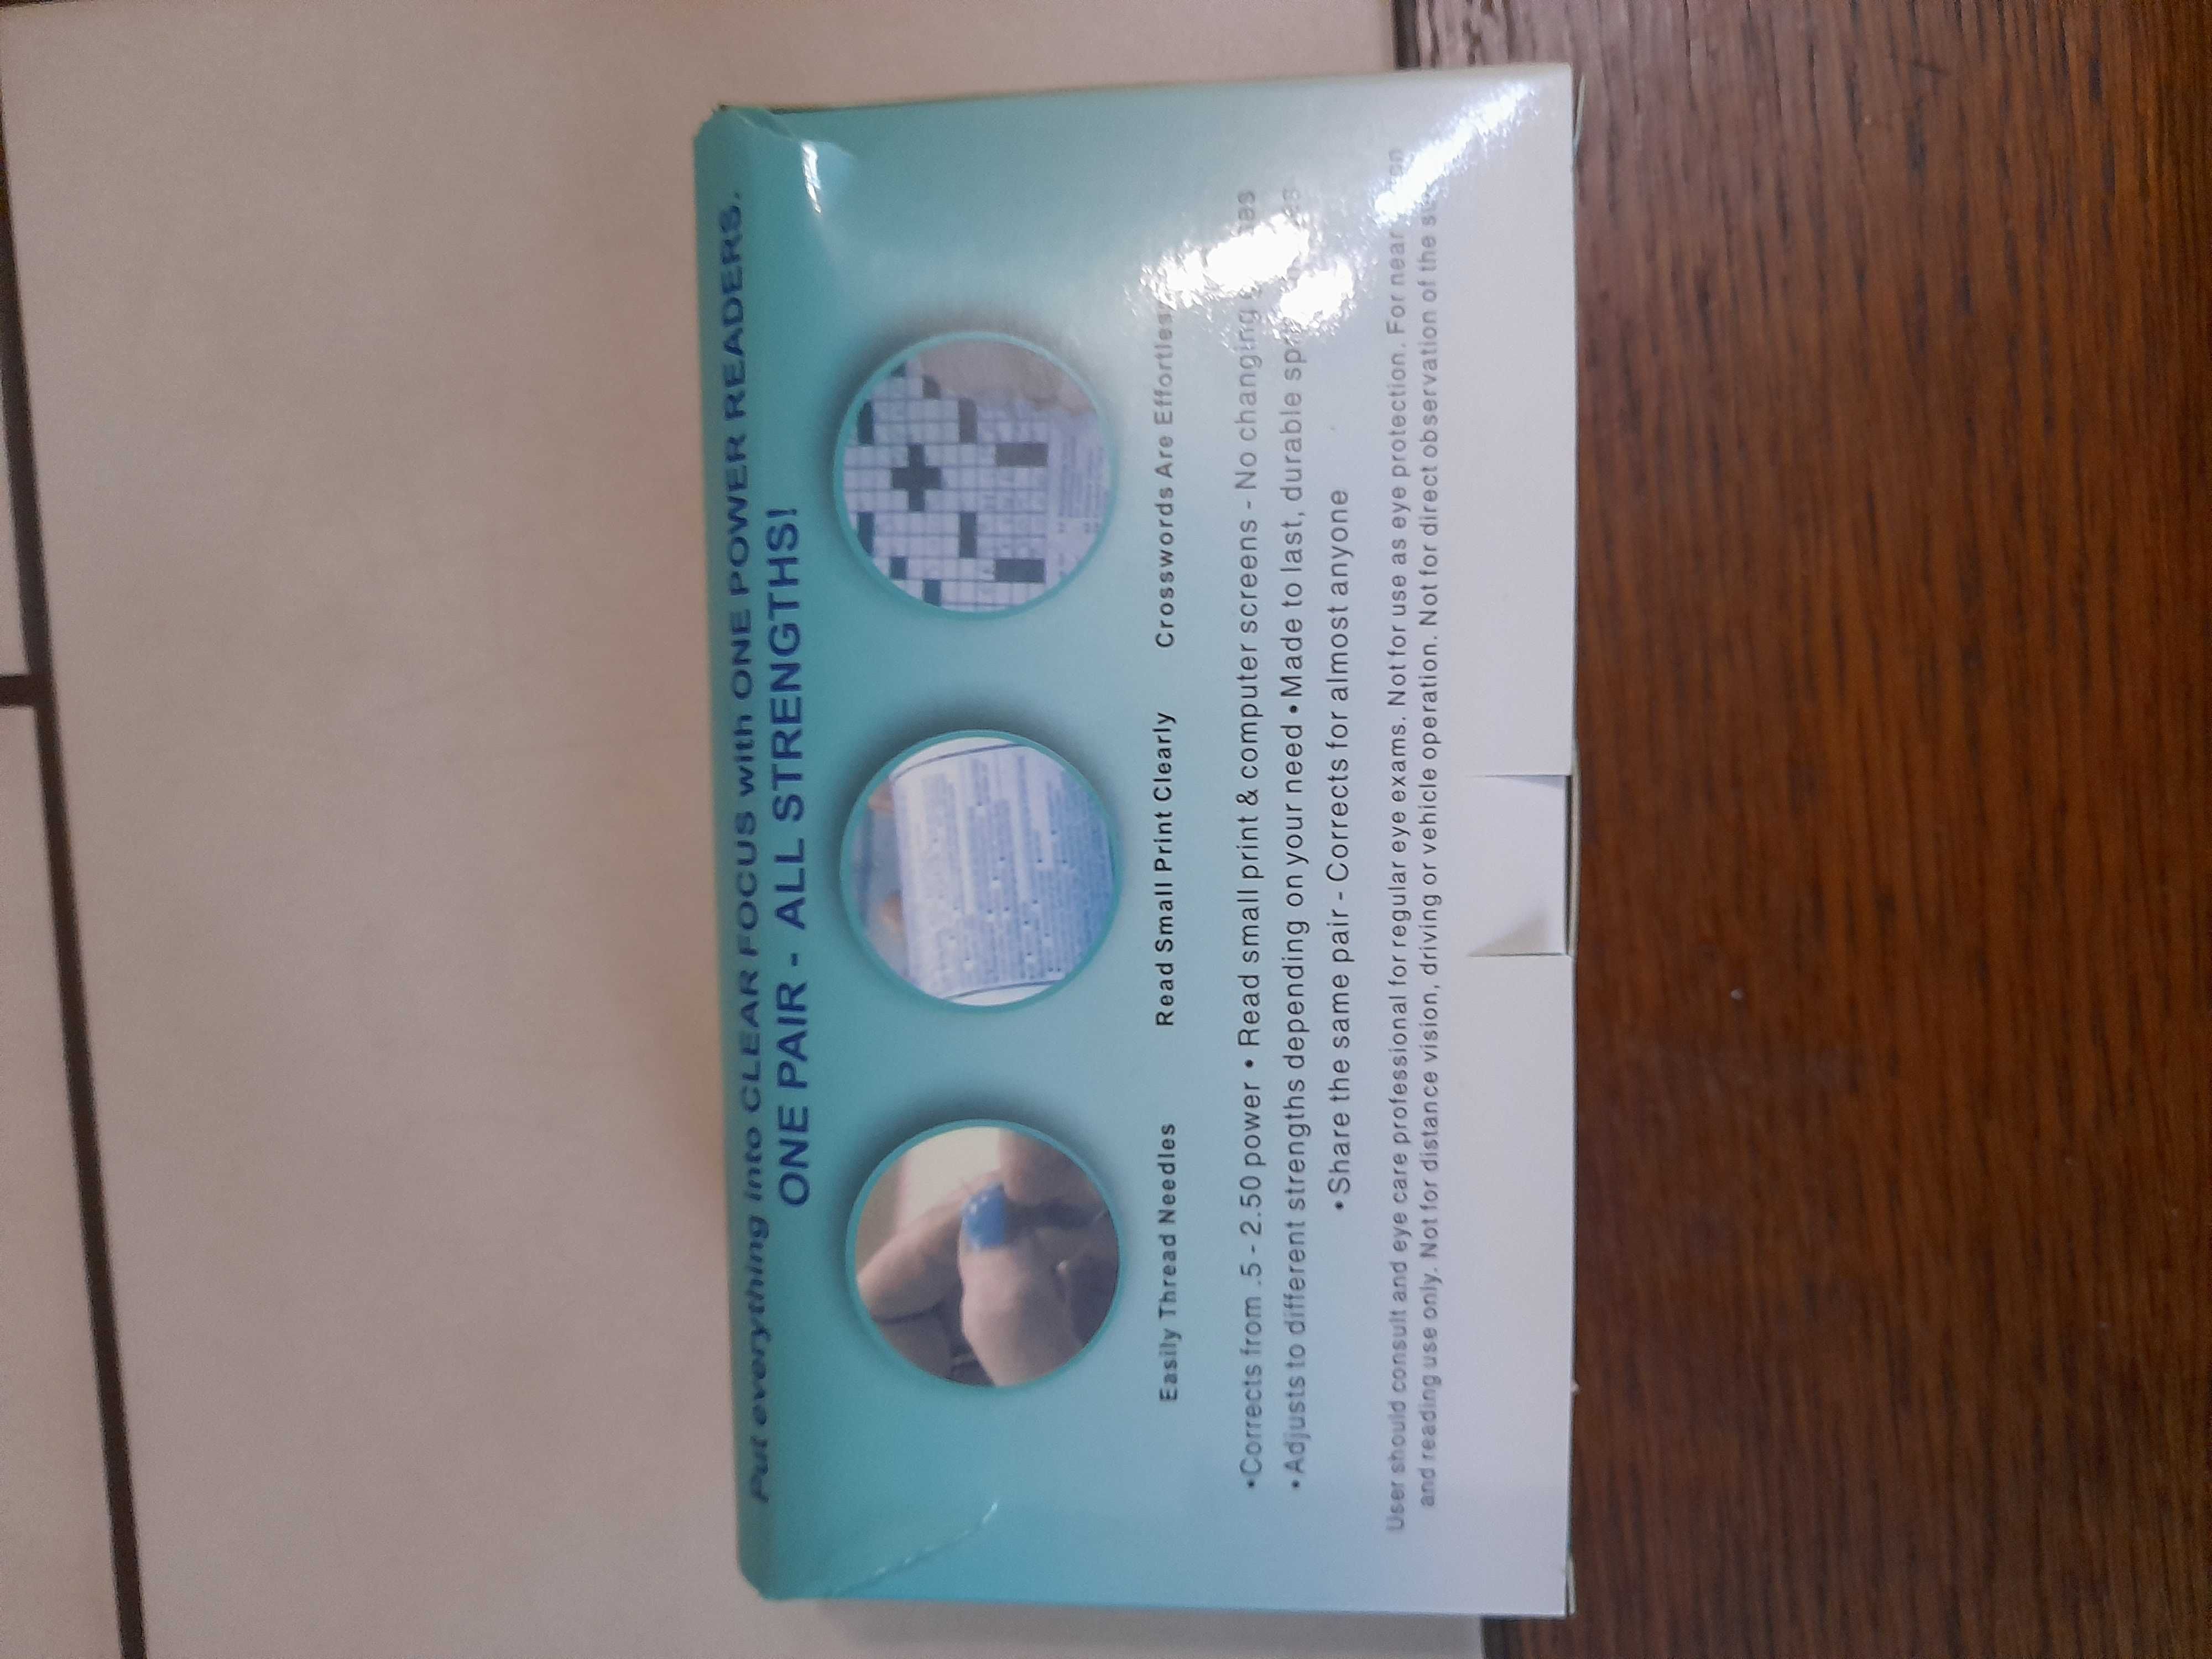 Put everything into CLEAR FOCUS with ONE POWER READERS.
ONE PAIR - ALL STRENGTHS!
Easily Thread Needles
Read Small Print Clearly
Crosswords Are Effortless
•Corrects from .5 - 2.50 power • Read small print & computer screens - No changing
•Adjusts to different strengths depending on your need • Made to last, durable
•Share the same pair - Corrects for almost anyone
User should consult and eye care professional for regular eye exams. Not for use as eye protection. For near
and reading use only. Not for distance vision, driving or vehicle operation. Not for direct observation of the